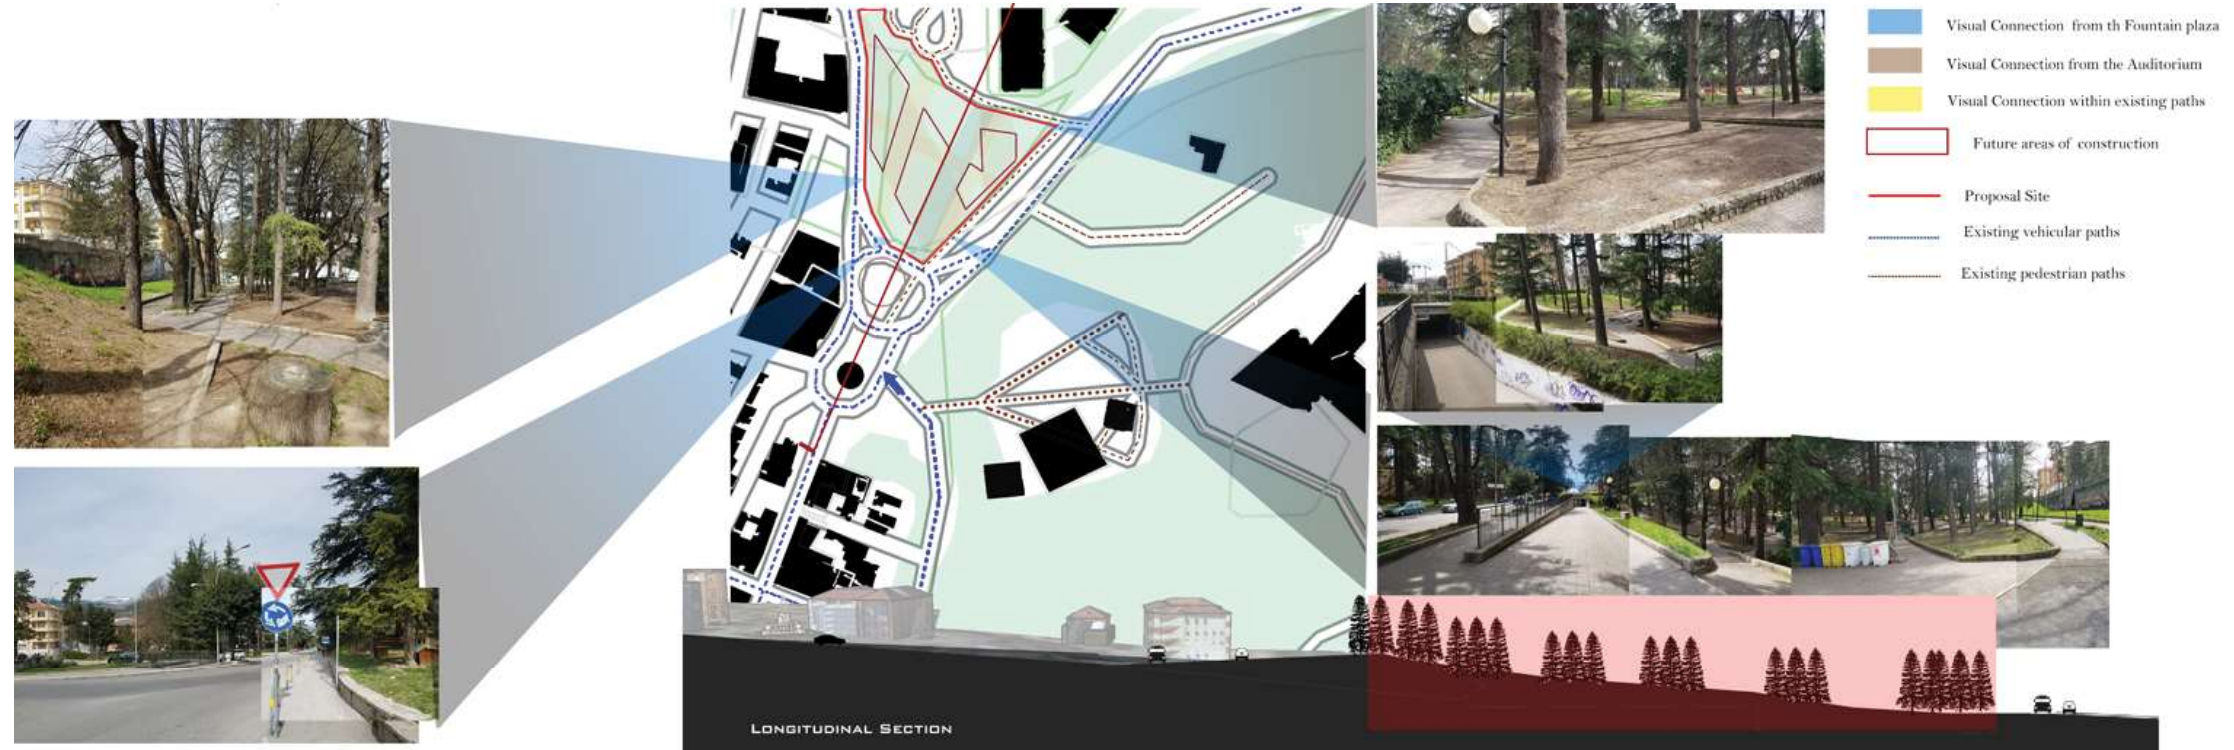 Visual Connection from th Fountain plaza
Visual Connection from the Auditorium
Visual Connection within existing paths
Future areas of construction
Proposal Site
Existing vehicular paths
Existing pedestrian paths
LONGITUDINAL SECTION